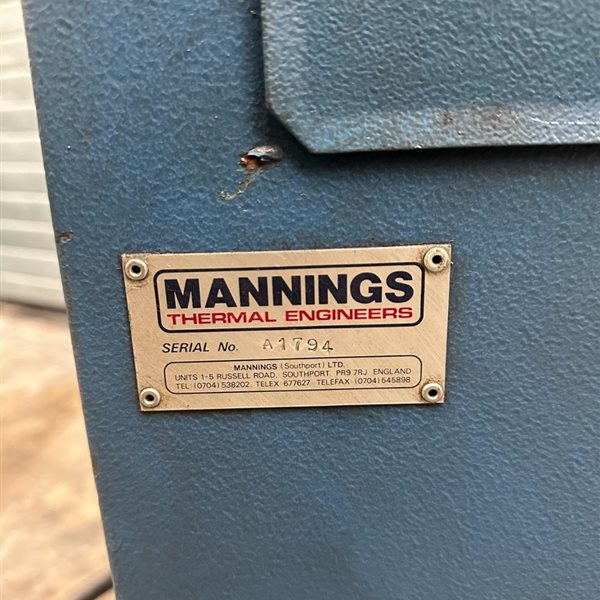 MANNINGS
THERMAL ENGINEERS
SERIAL No. A1794
MANNINGS (Southport) LTD.
UNITS 1-5 RUSSELL ROAD, SOUTHPORT. PR9 7RJ ENGLAND
TEL: (0704) 538202 TELEX 677627 TELEFAX: (0704) 545898